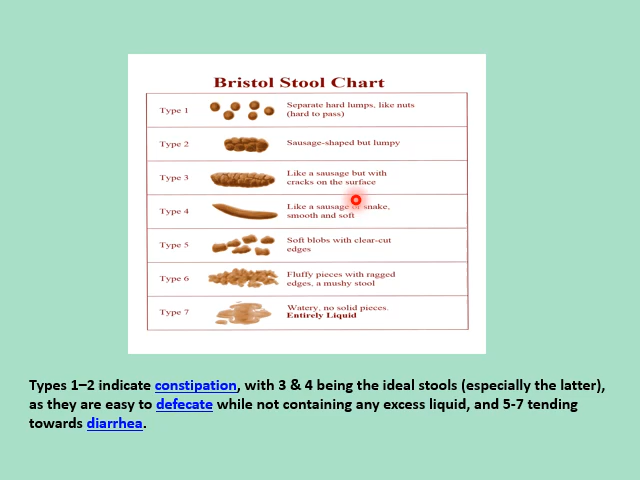 Bristol Stool Chart
Type 1
Separate hard lumps, like nuts
(hard to pass)
Type 2
Sausage-shaped but lumpy
Type 3
Like a sausage but with
cracks on the surface
Type 4
Like a sausage or snake,
smooth and soft
Type 5
Soft blobs with clear-cut
edges
Type 6
Fluffy pieces with ragged
edges, a mushy stool
Type 7
Watery, no solid pieces.
Entirely Liquid
Types 1–2 indicate constipation, with 3 & 4 being the ideal stools (especially the latter),
as they are easy to defecate while not containing any excess liquid, and 5-7 tending
towards diarrhea.